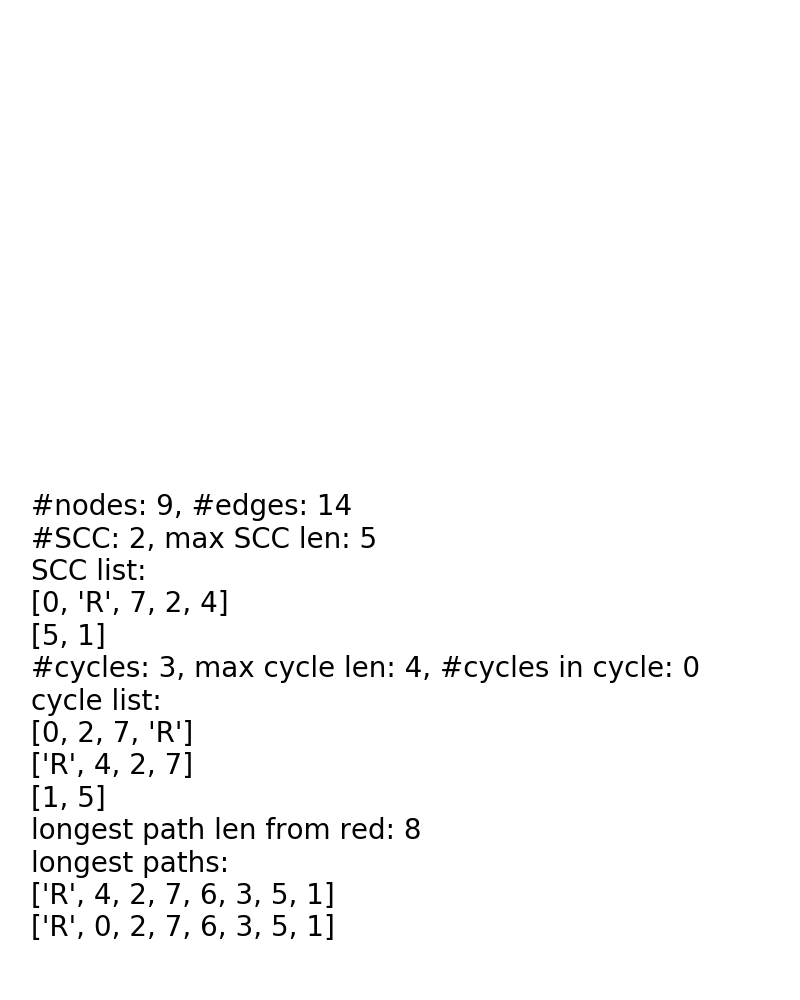 #nodes: 9, #edges: 14
#SCC: 2, max SCC len: 5
SCC list:
[0, 'R', 7, 2, 4]
[5, 1]
#cycles: 3, max cycle len: 4, #cycles in cycle: 0
cycle list:
[0, 2, 7, 'R']
['R', 4, 2, 7]
[1, 5]
longest path len from red: 8
longest paths:
['R', 4, 2, 7, 6, 3, 5, 1]
['R', 0, 2, 7, 6, 3, 5, 1]